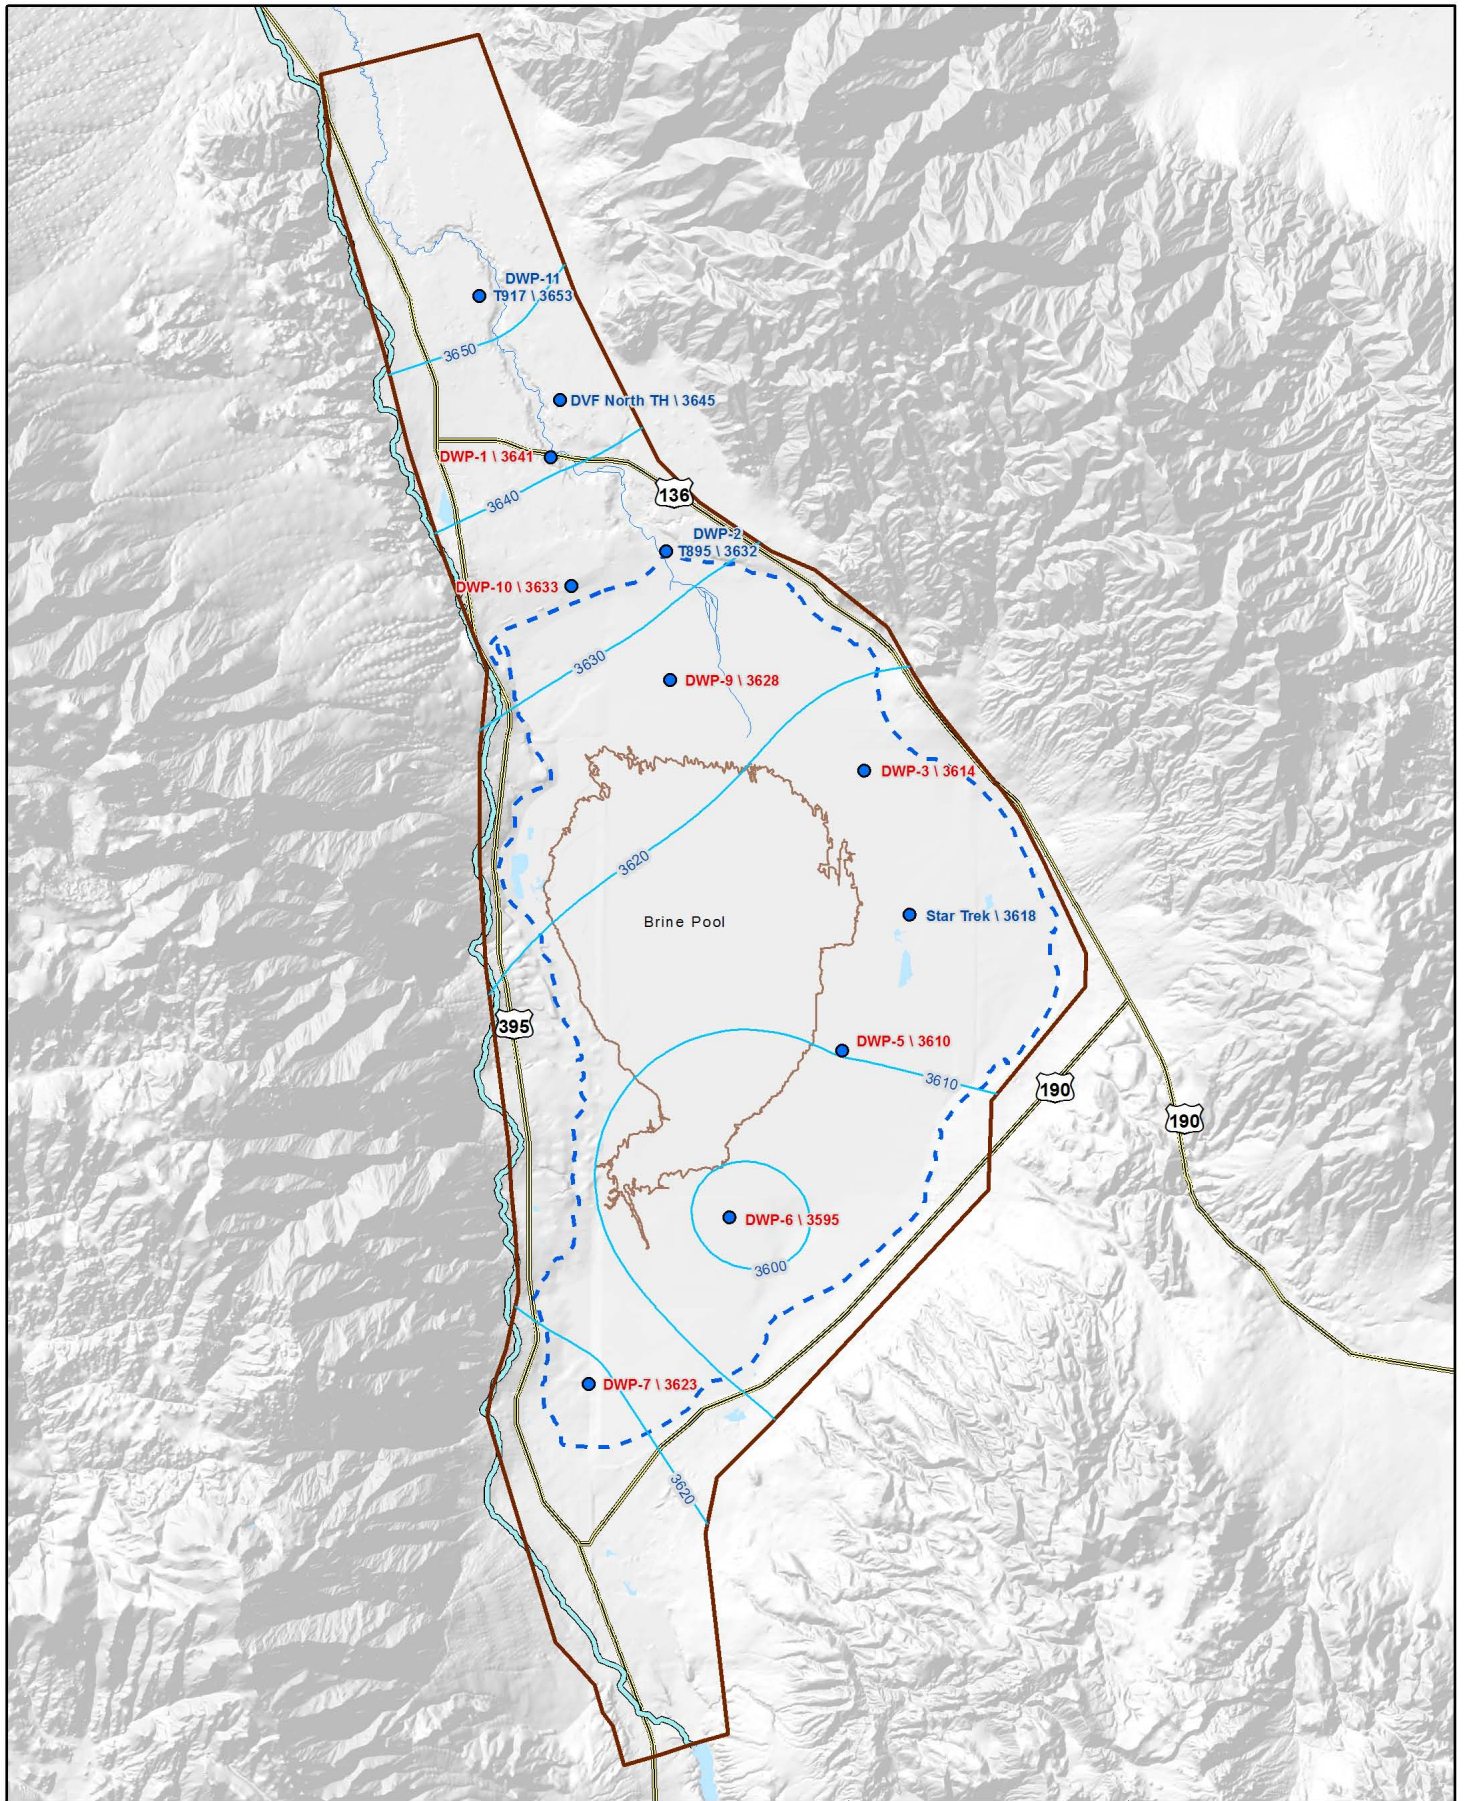 DWP-11
T917 \ 3653
3650
DVF North TH \ 3645
DWP-1 \ 3641
136
3640
DWP-2
T895 \ 3632
DWP-10 \ 3633
3630
DWP-9 \ 3628
DWP-3 \ 3614
3620
Star Trek \ 3618
Brine Pool
395
DWP-5 \ 3610
3610
190
190
DWP-6 \ 3595
3600
DWP-7 \ 3623
3620